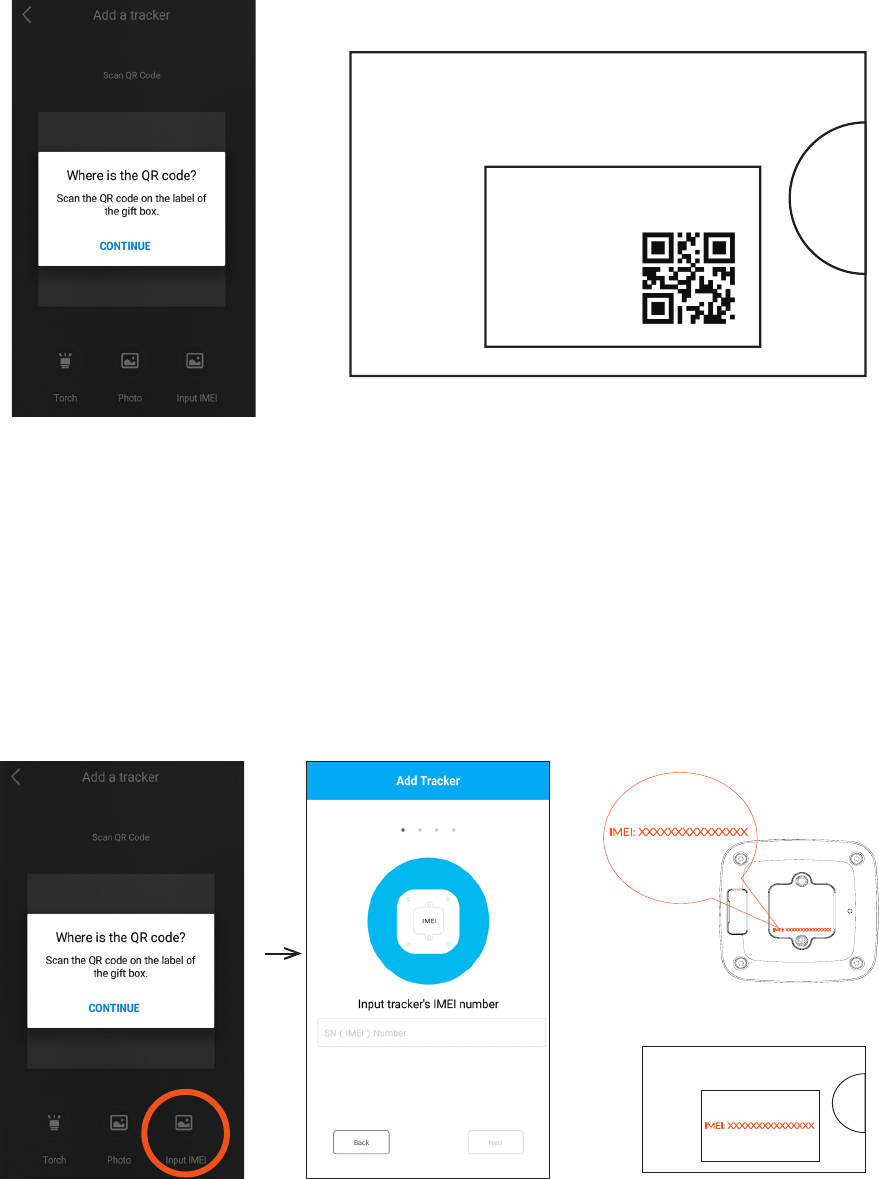 Add a tracker
Scan QR Code
Where is the QR code?
Scan the QR code on the label of
the gift box.
CONTINUE
Torch
Photo
Input IMEI
Add a tracker
Scan QR Code
Where is the QR code?
Scan the QR code on the label of
the gift box.
CONTINUE
Torch
Photo
Input IMEI
Add Tracker
IMEI
Input tracker's IMEI number
SN ( IMEI ) Number
Back
Next
IMEI: XXXXXXXXXXXXXXX
IMEI: XXXXXXXXXXXXXXX
IMEI: XXXXXXXXXXXXXXX